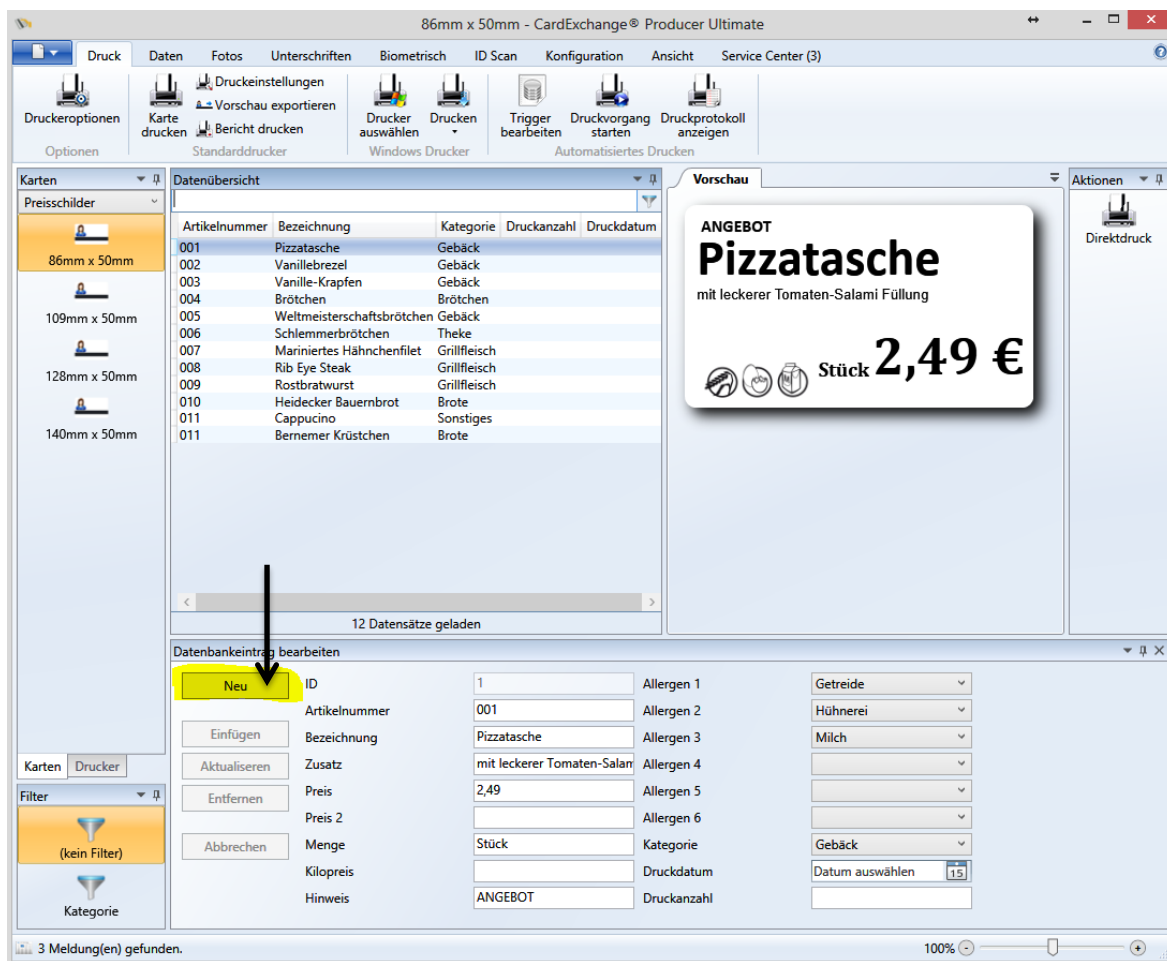 86mm x 50mm - CardExchange® Producer Ultimate
Druck Daten Fotos Unterschriften Biometrisch ID Scan Konfiguration Ansicht Service Center (3)
Druckeroptionen
Optionen
Karte drucken
Druckeinstellungen
Vorschau exportieren
Bericht drucken
Standarddrucker
Drucker auswählen
Drucken
Windows Drucker
Trigger bearbeiten
Druckvorgang starten
Druckprotokoll anzeigen
Automatisiertes Drucken
Karten
Preisschilder
86mm x 50mm
109mm x 50mm
128mm x 50mm
140mm x 50mm
Karten Drucker
Filter
(kein Filter)
Kategorie
Datenübersicht
Artikelnummer Bezeichnung Kategorie Druckanzahl Druckdatum
001 Pizzatasche Gebäck
002 Vanillebrezel Gebäck
003 Vanille-Krapfen Gebäck
004 Brötchen Brötchen
005 Weltmeisterschaftsbrötchen Gebäck
006 Schlemmerbrötchen Theke
007 Mariniertes Hähnchenfilet Grillfleisch
008 Rib Eye Steak Grillfleisch
009 Rostbratwurst Grillfleisch
010 Heidecker Bauernbrot Brote
011 Cappucino Sonstiges
011 Bernemer Krüstchen Brote
12 Datensätze geladen
Vorschau
ANGEBOT
Pizzatasche
mit leckerer Tomaten-Salami Füllung
Stück 2,49 €
Aktionen
Direktdruck
Datenbankeintrag bearbeiten
Neu
Einfügen
Aktualiseren
Entfernen
Abbrechen
ID 1 Allergen 1 Getreide
Artikelnummer 001 Allergen 2 Hühnerei
Bezeichnung Pizzatasche Allergen 3 Milch
Zusatz mit leckerer Tomaten-Salam Allergen 4
Preis 2,49 Allergen 5
Preis 2 Allergen 6
Menge Stück Kategorie Gebäck
Kilopreis Druckdatum Datum auswählen 15
Hinweis ANGEBOT Druckanzahl
3 Meldung(en) gefunden.
100%